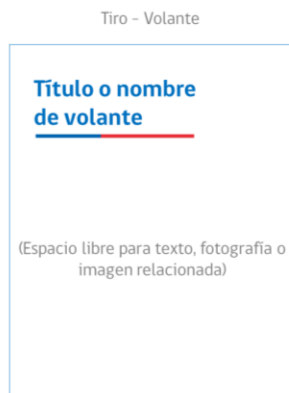 Tiro - Volante
Título o nombre
de volante
(Espacio libre para texto, fotografía o
imagen relacionada)